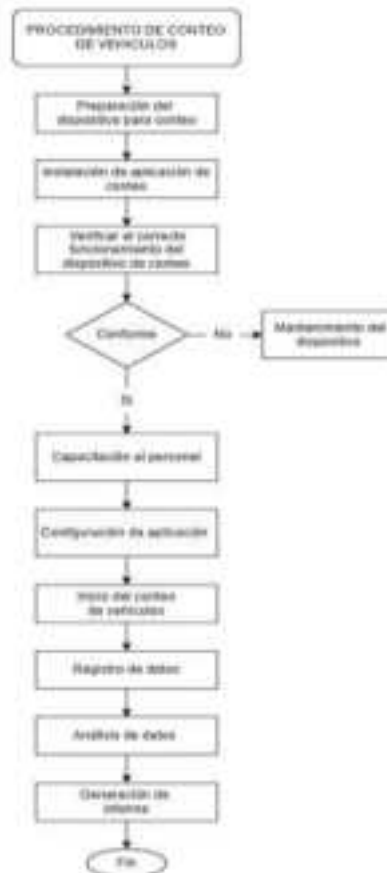 PROCEDIMIENTO DE CONTEO
DE VEHICULOS
Preparación del
dispositivo para conteo
Instalación de aplicación de
conteo
Verificar el correcto
funcionamiento del
dispositivo de conteo
Conforme
No
Mantenimiento del
dispositivo
Si
Capacitación al personal
Configuración de aplicación
Inicio del conteo
de vehículos
Registro de datos
Análisis de datos
Generación de
informe
Fin